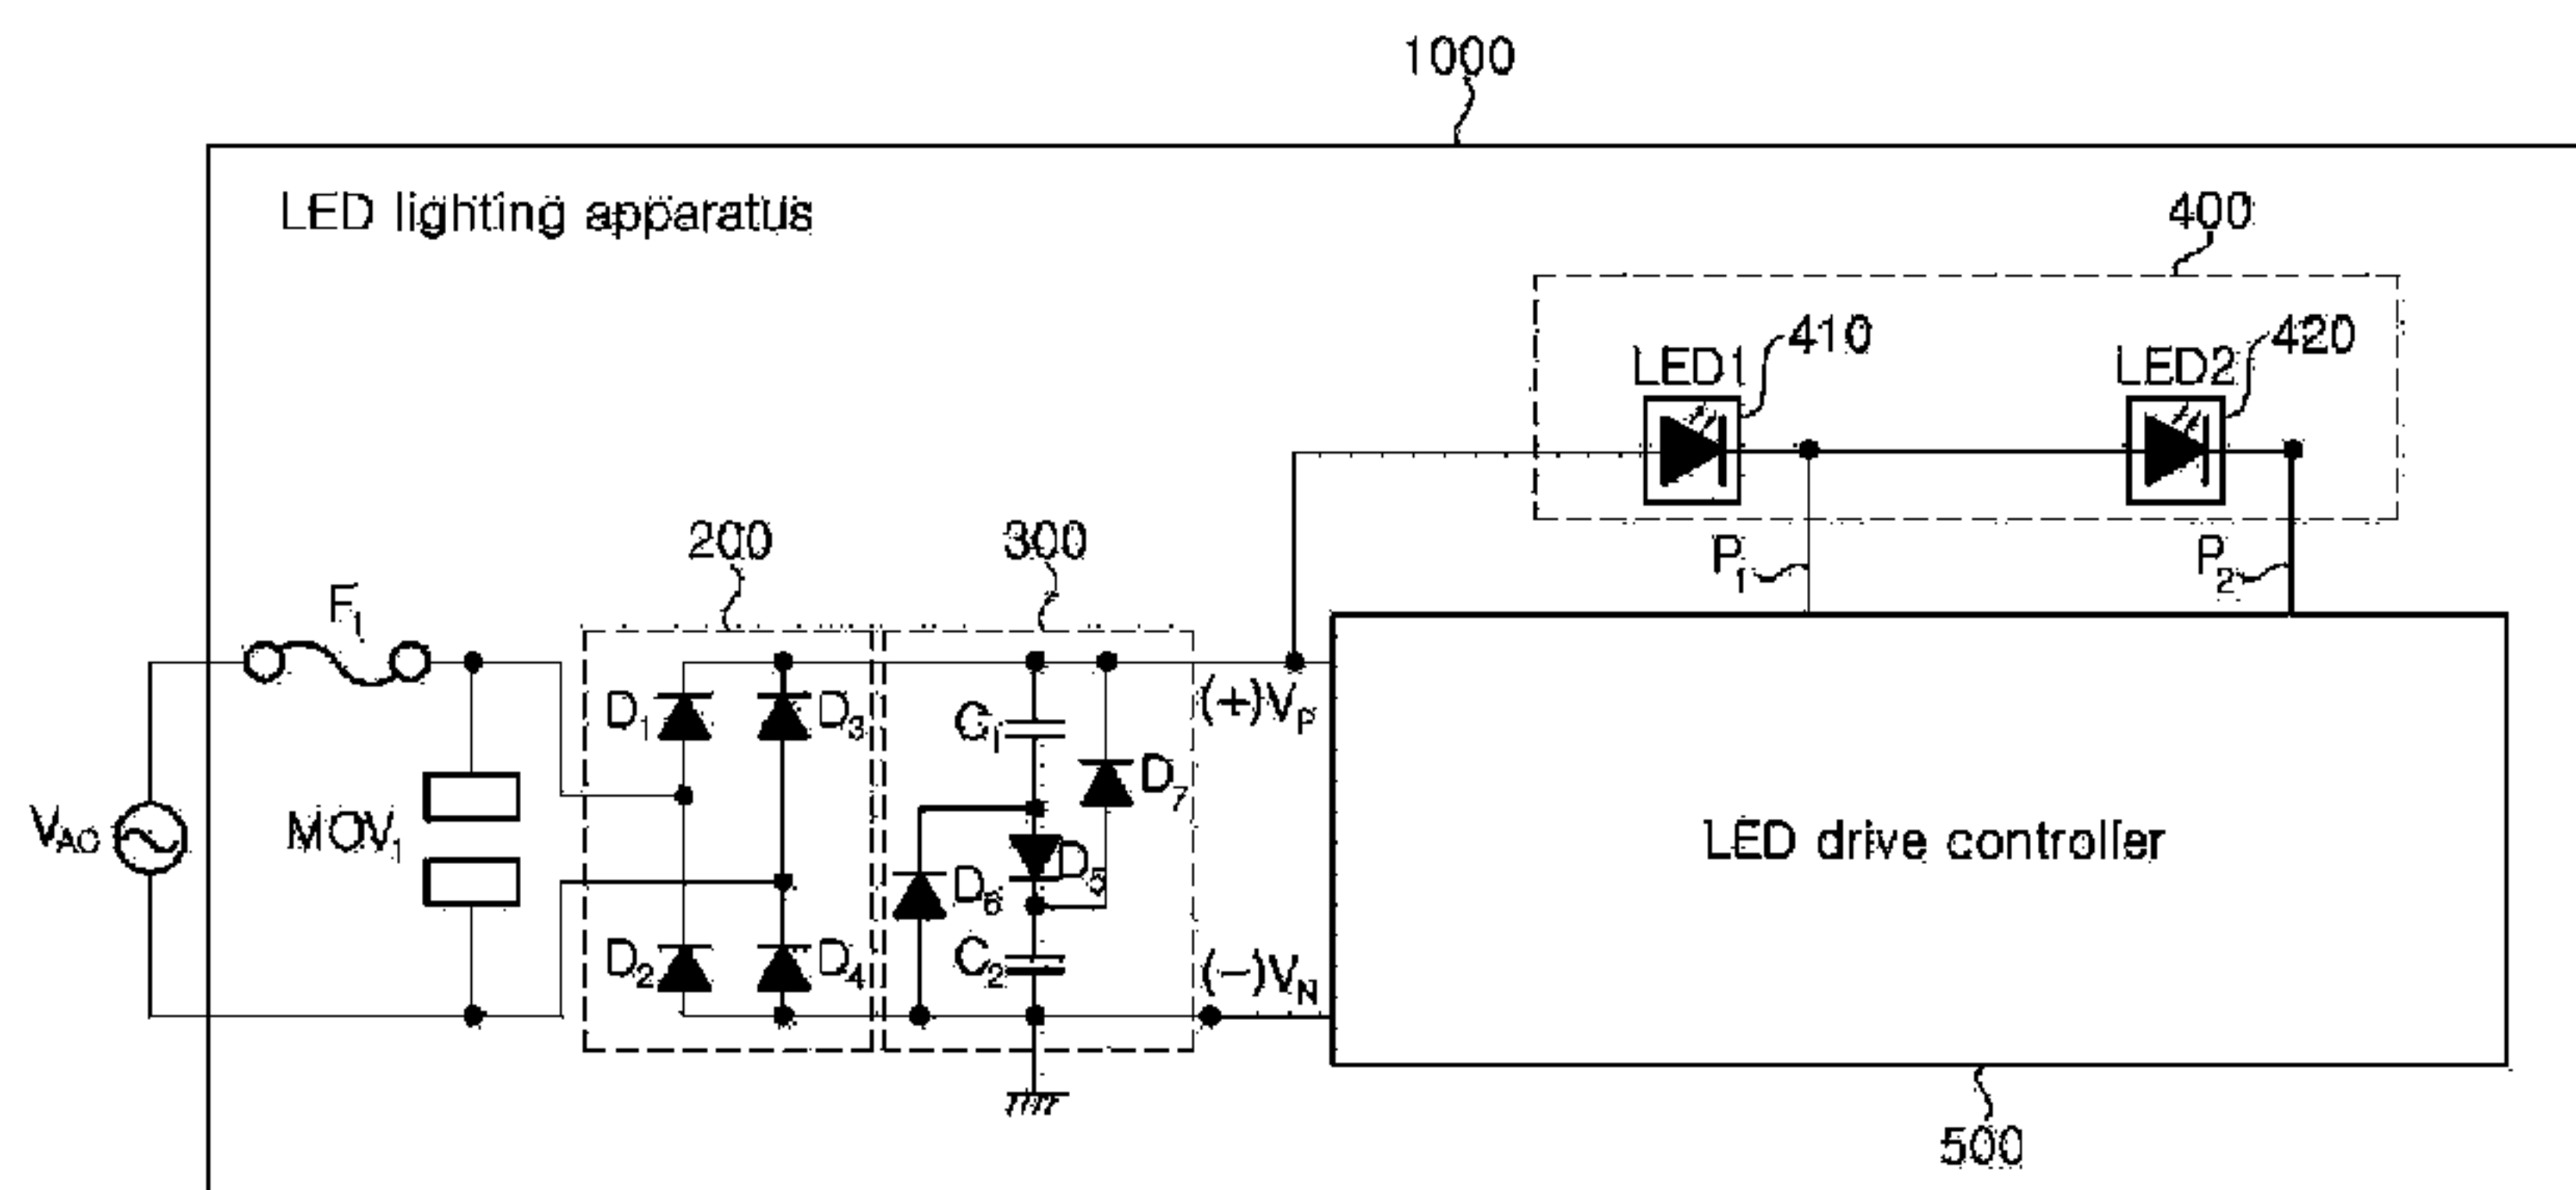 1000
LED lighting apparatus
400
410
420
LED1
LED2
200
300
P1
P2
F1
(+)VP
D1
D3
C1
D7
VAC
MOV1
LED drive controller
D5
D6
D2
D4
C2
(−)VN
500